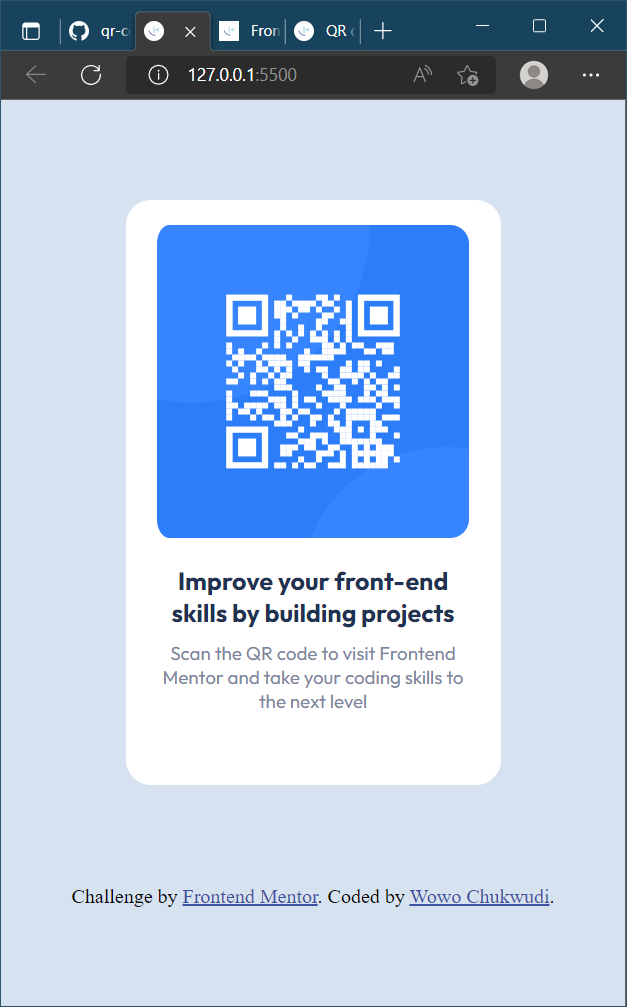 qr-c
Fron
QR c
127.0.0.1:5500
Improve your front-end
skills by building projects
Scan the QR code to visit Frontend
Mentor and take your coding skills to
the next level
Challenge by Frontend Mentor. Coded by Wowo Chukwudi.